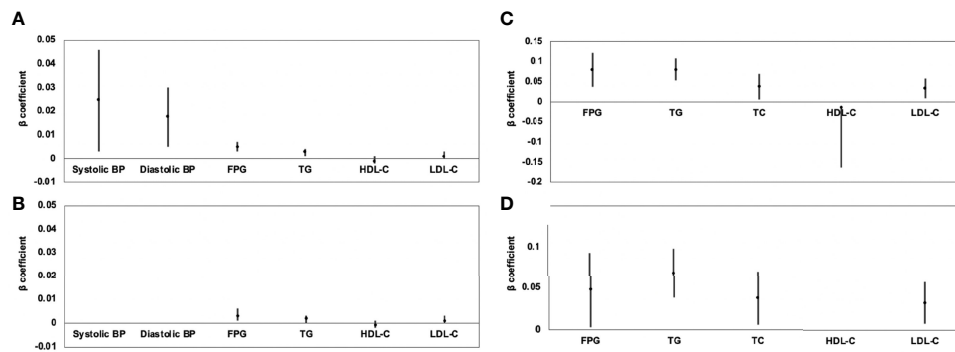 A
0.05
0.04
0.03
0.02
0.01
0
-0.01
β coefficient
Systolic BP Diastolic BP FPG TG HDL-C LDL-C
B
0.05
0.04
0.03
0.02
0.01
0
-0.01
β coefficient
Systolic BP Diastolic BP FPG TG HDL-C LDL-C
C
0.15
0.1
0.05
0
-0.05
-0.1
-0.15
-0.2
β coefficient
FPG TG TC HDL-C LDL-C
D
0.1
0.05
0
β coefficient
FPG TG TC HDL-C LDL-C